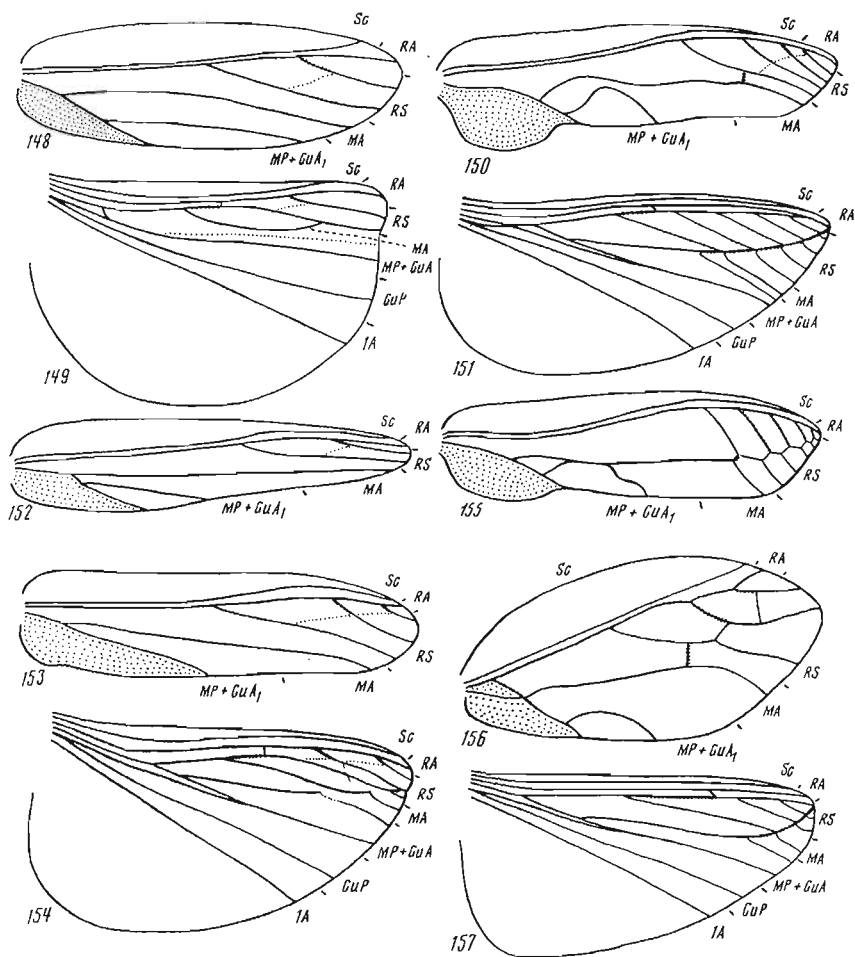 Sc
RA
RS
MA
MP + CuA₁
148
Sc
RA
RS
MA
MP + CuA₁
150
Sc
RA
RS
MA
MP + CuA
CuP
1A
149
Sc
RA
RS
MA
MP + CuA
CuP
1A
151
Sc
RA
RS
MA
MP + CuA₁
152
Sc
RA
RS
MA
MP + CuA₁
155
Sc
RA
RS
MA
MP + CuA₁
153
Sc
RA
RS
MA
MP + CuA₁
156
Sc
RA
RS
MA
MP + CuA
CuP
1A
154
Sc
RA
RS
MA
MP + CuA
CuP
1A
157